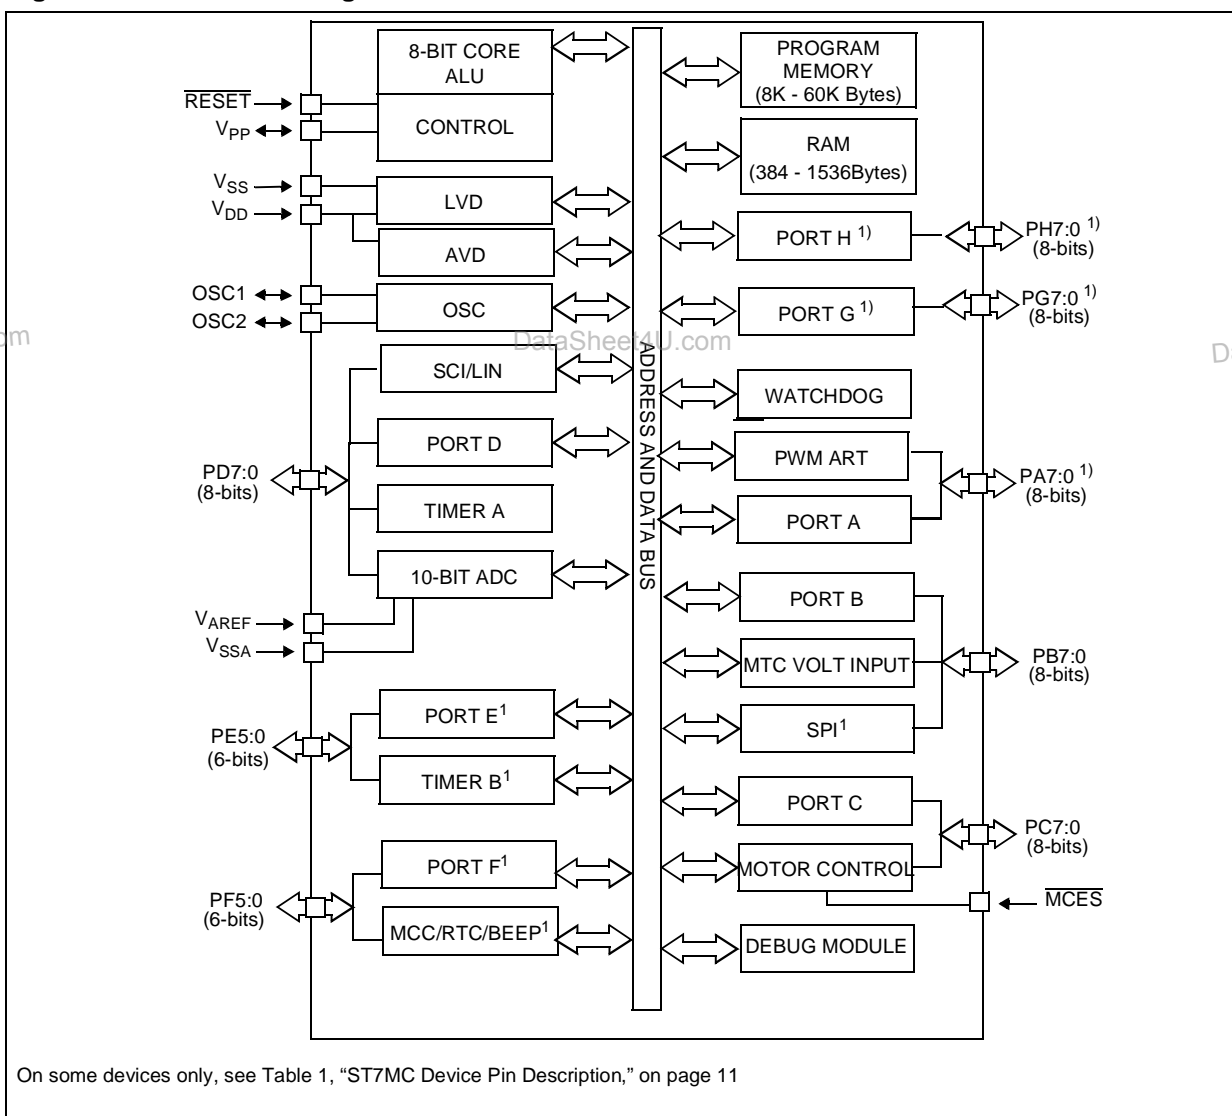 8-BIT CORE
ALU
CONTROL
RESET
VPP
VSS
VDD
LVD
AVD
OSC1
OSC2
OSC
SCI/LIN
PORT D
PD7:0
(8-bits)
TIMER A
10-BIT ADC
VAREF
VSSA
PORT E1
PE5:0
(6-bits)
TIMER B1
PORT F1
PF5:0
(6-bits)
MCC/RTC/BEEP1
ADDRESS AND DATA BUS
PROGRAM
MEMORY
(8K - 60K Bytes)
RAM
(384 - 1536Bytes)
PORT H 1)
PH7:0 1)
(8-bits)
PORT G 1)
PG7:0 1)
(8-bits)
WATCHDOG
PWM ART
PORT A
PA7:0 1)
(8-bits)
PORT B
MTC VOLT INPUT
PB7:0
(8-bits)
SPI1
PORT C
PC7:0
(8-bits)
MOTOR CONTROL
MCES
DEBUG MODULE
DataSheet4U.com
om
D
On some devices only, see Table 1, “ST7MC Device Pin Description,” on page 11